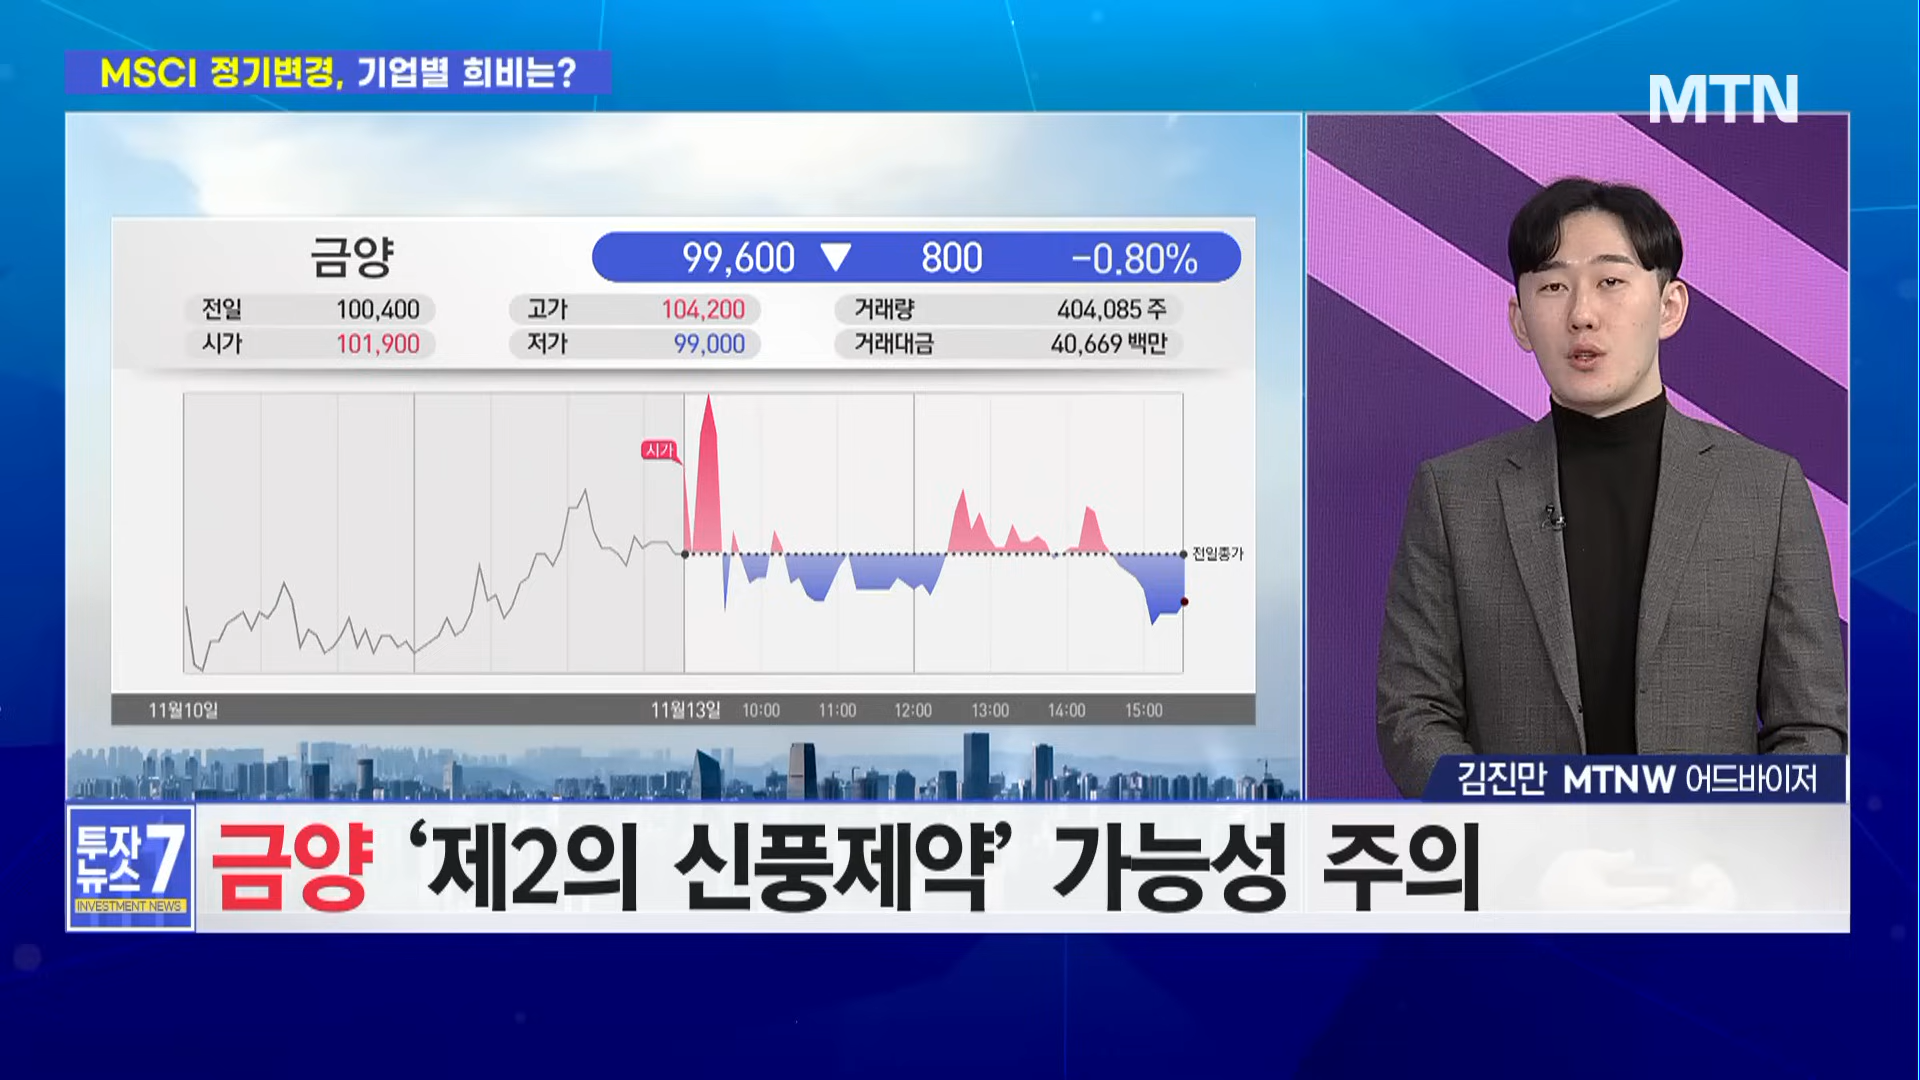 MSCI 정기변경, 기업별 희비는?
MTN
금양 99,600 ▼ 800 -0.80%
전일 100,400 고가 104,200 거래량 404,085 주
시가 101,900 저가 99,000 거래대금 40,669 백만
시가
전일종가
11월10일 11월13일 10:00 11:00 12:00 13:00 14:00 15:00
김진만 MTNW 어드바이저
투자
뉴스 7
INVESTMENT NEWS
금양 ‘제2의 신풍제약’ 가능성 주의